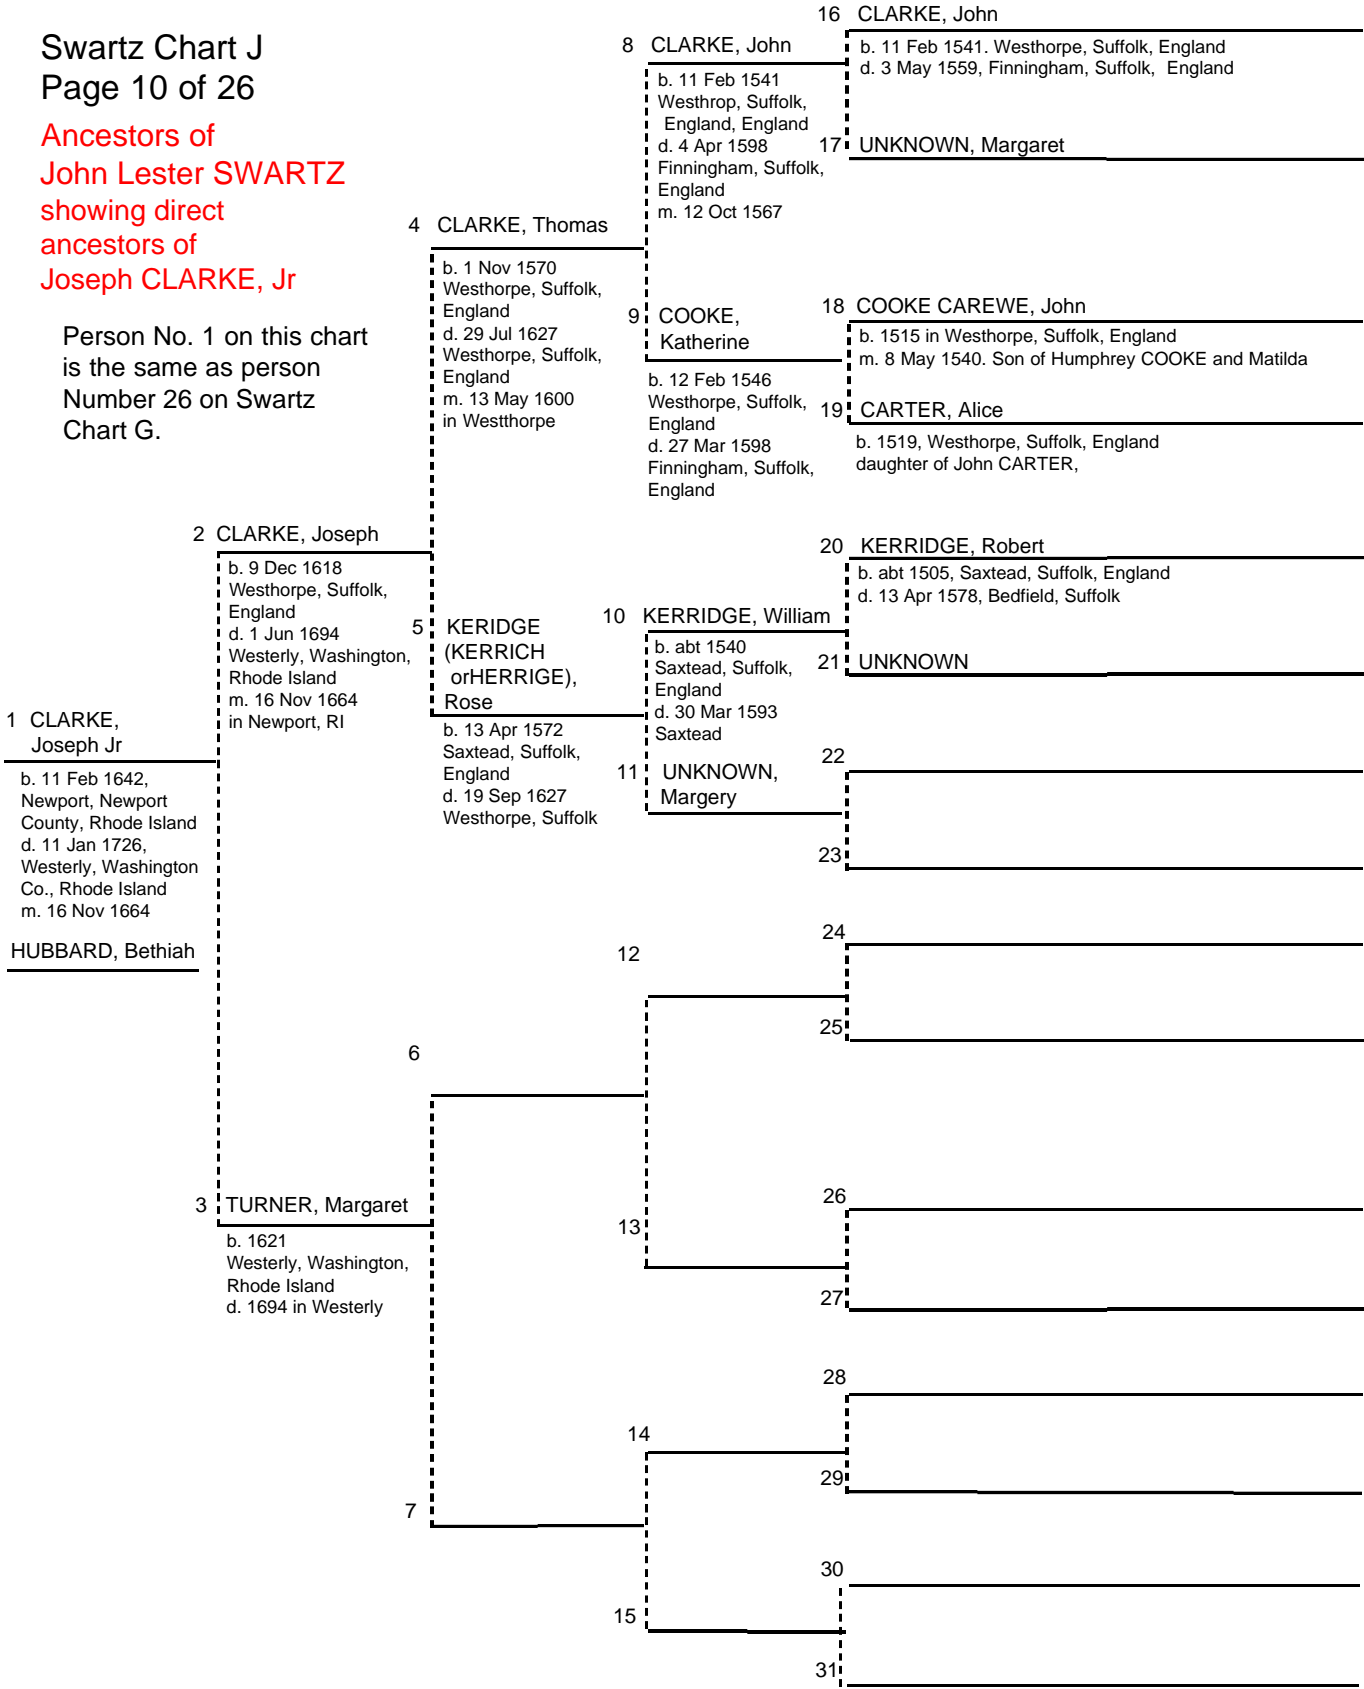 Swartz Chart J
Page 10 of 26
Ancestors of
John Lester SWARTZ
showing direct
ancestors of
Joseph CLARKE, Jr
Person No. 1 on this chart
is the same as person
Number 26 on Swartz
Chart G.
1 CLARKE,
Joseph Jr
b. 11 Feb 1642,
Newport, Newport
County, Rhode Island
d. 11 Jan 1726,
Westerly, Washington
Co., Rhode Island
m. 16 Nov 1664
HUBBARD, Bethiah
2 CLARKE, Joseph
b. 9 Dec 1618
Westhorpe, Suffolk,
England
d. 1 Jun 1694
Westerly, Washington,
Rhode Island
m. 16 Nov 1664
in Newport, RI
3 TURNER, Margaret
b. 1621
Westerly, Washington,
Rhode Island
d. 1694 in Westerly
4 CLARKE, Thomas
b. 1 Nov 1570
Westhorpe, Suffolk,
England
d. 29 Jul 1627
Westhorpe, Suffolk,
England
m. 13 May 1600
in Westthorpe
5 KERIDGE
(KERRICH
orHERRIGE),
Rose
b. 13 Apr 1572
Saxtead, Suffolk,
England
d. 19 Sep 1627
Westhorpe, Suffolk
6
7
8 CLARKE, John
b. 11 Feb 1541
Westhrop, Suffolk,
England, England
d. 4 Apr 1598
Finningham, Suffolk,
England
m. 12 Oct 1567
9 COOKE,
Katherine
b. 12 Feb 1546
Westhorpe, Suffolk,
England
d. 27 Mar 1598
Finningham, Suffolk,
England
10 KERRIDGE, William
b. abt 1540
Saxtead, Suffolk,
England
d. 30 Mar 1593
Saxtead
11 UNKNOWN,
Margery
12
13
14
15
16 CLARKE, John
b. 11 Feb 1541. Westhorpe, Suffolk, England
d. 3 May 1559, Finningham, Suffolk, England
17 UNKNOWN, Margaret
18 COOKE CAREWE, John
b. 1515 in Westhorpe, Suffolk, England
m. 8 May 1540. Son of Humphrey COOKE and Matilda
19 CARTER, Alice
b. 1519, Westhorpe, Suffolk, England
daughter of John CARTER,
20 KERRIDGE, Robert
b. abt 1505, Saxtead, Suffolk, England
d. 13 Apr 1578, Bedfield, Suffolk
21 UNKNOWN
22
23
24
25
26
27
28
29
30
31